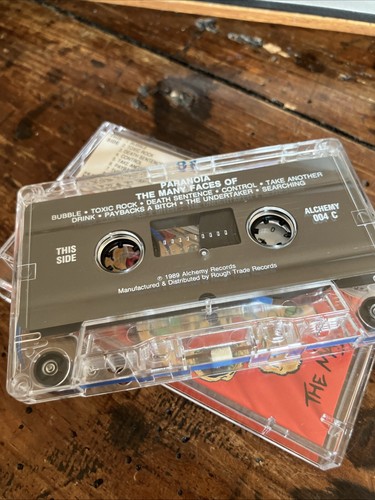 PARANOIA
THE MANY FACES OF
BUBBLE • TOXIC ROCK • DEATH SENTENCE • CONTROL • TAKE ANOTHER
DRINK • PAYBACKS A BITCH • THE UNDERTAKER • SEARCHING
THIS
SIDE
ALCHEMY
004 C
℗ 1989 Alchemy Records
Manufactured & Distributed by Rough Trade Records
THE